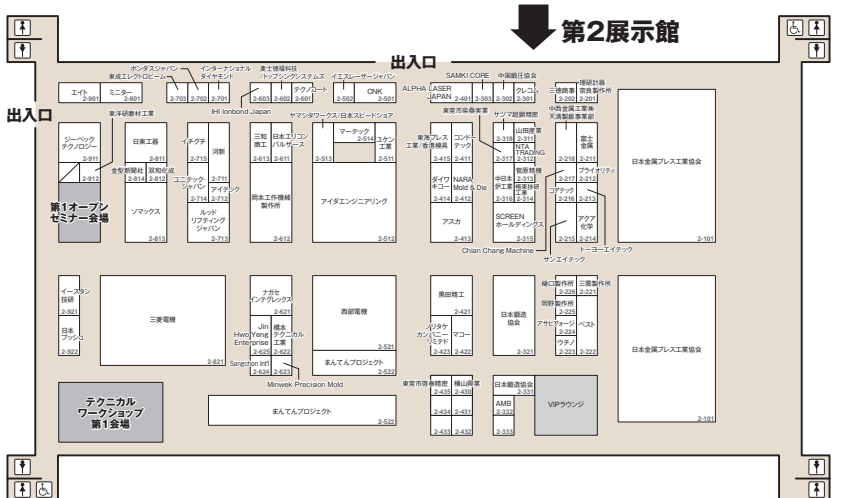 第2展示館
出入口
出入口
エイト
2-901
ミニター
2-801
ボンダスジャパン
東成エレクトロビーム
2-703
2-702
インターナショナル
ダイヤモンド
2-701
麦士德福科技
/トップシングシステムズ
2-603
2-602
テクノコート
2-601
IHI Ionbond Japan
イエスレーザージャパン
2-502
CNK
2-501
ALPHA LASER
JAPAN
2-401
SAMKI CORE
2-303
中国鍛圧協会
2-302
クレコム
2-301
三徳商事
2-202
理研計器
奈良製作所
2-201
ジーベック
テクノロジー
2-911
2-912
第1オープン
セミナー会場
東洋研磨材工業
日東工器
2-811
金型新聞社
2-814
双和化成
2-812
ソマックス
2-813
イチグチ
2-715
河新
2-711
ユニテック・
ジャパン
2-714
アイテック
2-712
ルッド
リフティング
ジャパン
2-713
三和
商工
2-613
日本エリコン
バルザース
2-611
岡本工作機械
製作所
2-612
ヤマシタワークス/日本スピードショア
2-513
マーテック
2-514
ユケン
工業
2-511
アイダエンジニアリング
2-512
東海プレス
工業/香港模具
2-415
コンドー
テック
2-411
ダイワ
キコー
2-414
NARA
Mold & Die
2-412
アスカ
2-413
東莞市柴桑実業
サツマ超鋼精密
2-318
山田産業
2-311
2-317
NTA
TRADING
2-312
中日本
炉工業
2-316
菅原精機
2-313
極東技研
工業
2-314
SCREEN
ホールディングス
2-315
Chian Chang Machine
中西金属工業㈱
天満製販事業部
2-218
富士
金属
2-211
2-217
プライオリティ
2-212
コアテック
2-216
2-213
2-215
アクア
化学
2-214
トーヨーエイテック
サンエイテック
日本金属プレス工業協会
2-101
イースタン
技研
2-921
日本
ブッシュ
2-922
三菱電機
2-821
ナガセ
インテグレックス
2-621
Jin
Hwo Yeng
Enterprise
2-625
橋本
テクニカル
工業
2-622
Sangchon Int'l
2-624
2-623
Minwek Precision Mold
西部電機
2-521
まんてんプロジェクト
2-522
黒田精工
2-421
ノリタケ
カンパニー
リミテド
2-423
マコー
2-422
日本鍛造
協会
2-321
樋口製作所
2-226
三雲製作所
2-221
岡野製作所
2-225
アサヒフォージ
2-224
ウチノ
2-223
ベスト
2-222
日本金属プレス工業協会
2-101
テクニカル
ワークショップ
第1会場
まんてんプロジェクト
2-522
東莞市啓泰精密
2-435
横山興業
2-430
2-434
2-431
2-433
2-432
日本鍛造協会
2-331
AMB
2-332
2-333
VIPラウンジ